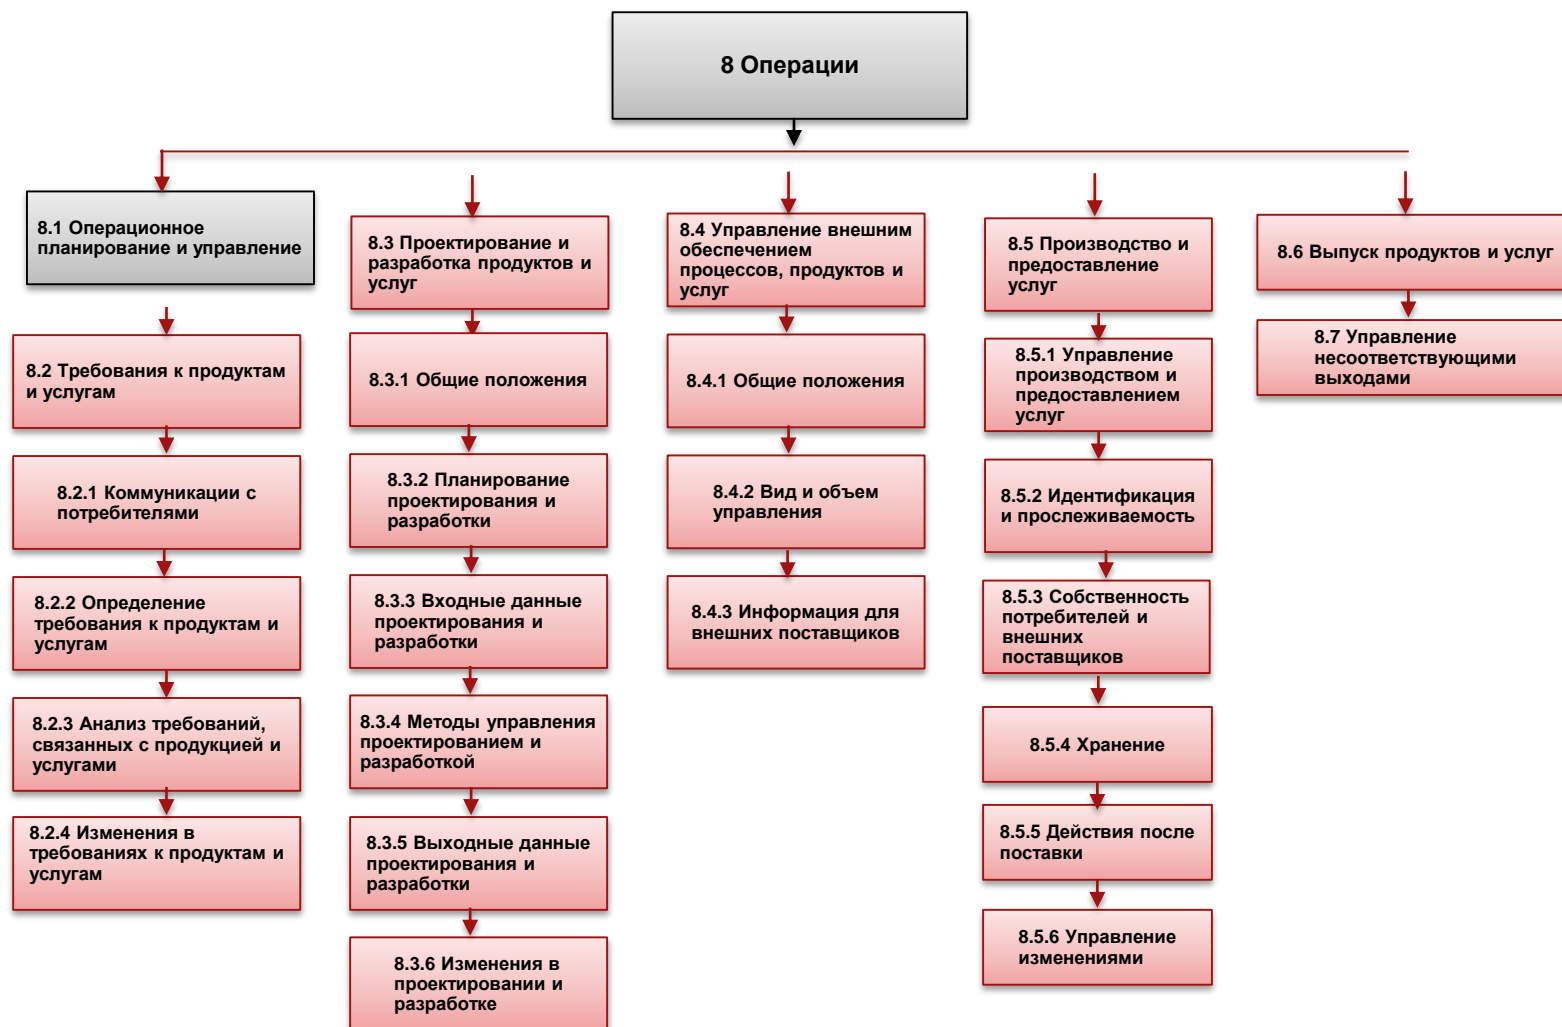 8 Операции
8.1 Операционное
планирование и управление
8.2 Требования к продуктам
и услугам
8.2.1 Коммуникации с
потребителями
8.2.2 Определение
требования к продуктам и
услугам
8.2.3 Анализ требований,
связанных с продукцией и
услугами
8.2.4 Изменения в
требованиях к продуктам и
услугам
8.3 Проектирование и
разработка продуктов и
услуг
8.3.1 Общие положения
8.3.2 Планирование
проектирования и
разработки
8.3.3 Входные данные
проектирования и
разработки
8.3.4 Методы управления
проектированием и
разработкой
8.3.5 Выходные данные
проектирования и
разработки
8.3.6 Изменения в
проектировании и
разработке
8.4 Управление внешним
обеспечением
процессов, продуктов и
услуг
8.4.1 Общие положения
8.4.2 Вид и объем
управления
8.4.3 Информация для
внешних поставщиков
8.5 Производство и
предоставление
услуг
8.5.1 Управление
производством и
предоставлением
услуг
8.5.2 Идентификация
и прослеживаемость
8.5.3 Собственность
потребителей и
внешних
поставщиков
8.5.4 Хранение
8.5.5 Действия после
поставки
8.5.6 Управление
изменениями
8.6 Выпуск продуктов и услуг
8.7 Управление
несоответствующими
выходами